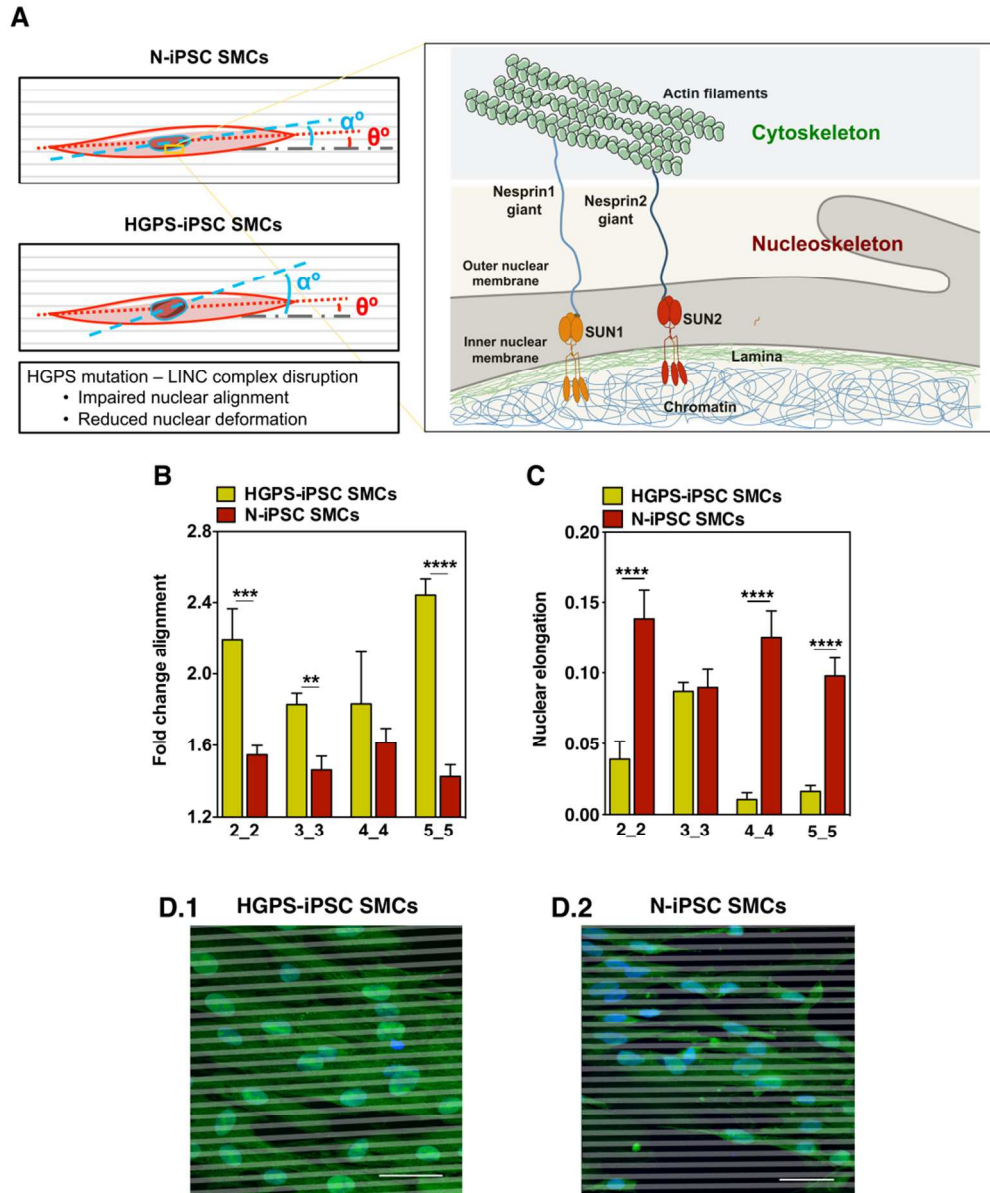 A
N-iPSC SMCs
αº
θº
HGPS-iPSC SMCs
αº
θº
HGPS mutation – LINC complex disruption
• Impaired nuclear alignment
• Reduced nuclear deformation
Actin filaments
Cytoskeleton
Nesprin1
giant
Nesprin2
giant
Nucleoskeleton
Outer nuclear
membrane
SUN1
SUN2
Inner nuclear
membrane
Lamina
Chromatin
B
HGPS-iPSC SMCs
N-iPSC SMCs
Fold change alignment
2.8
2.4
2.0
1.6
1.2
***
**
****
2_2
3_3
4_4
5_5
C
HGPS-iPSC SMCs
N-iPSC SMCs
Nuclear elongation
0.20
0.15
0.10
0.05
0.00
****
****
****
2_2
3_3
4_4
5_5
D.1
HGPS-iPSC SMCs
D.2
N-iPSC SMCs